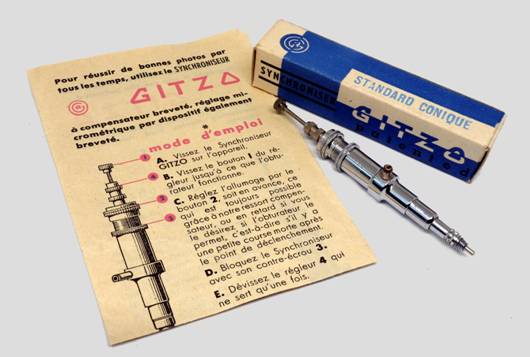 Pour réussir de bonnes photos par
tous les temps, utilisez le SYNCHRONISEUR
GITZO
à compensateur breveté, réglage mi-
crométrique par dispositif également
breveté.
*
mode d'emploi
A. Vissez le Synchroniseur
GITZO sur l'appareil.
B. Vissez le bouton 1 du ré-
gleur jusqu'à ce que l'obtu-
rateur fonctionne.
C. Réglez l'allumage par le
bouton 2, soit en avance, ce
qui est toujours possible
grâce à notre ressort compen-
sateur, ou en retard si vous
le désirez si l'obturateur le
permet, c'est-à-dire s'il y a
une petite course morte après
le point de déclenchement.
D. Bloquez le Synchroniseur
avec son contre-écrou 3.
E. Dévissez le régleur 4 qui
ne sert qu'une fois.
SYNCHRONISER
STANDARD CONIQUE
GITZO
patented